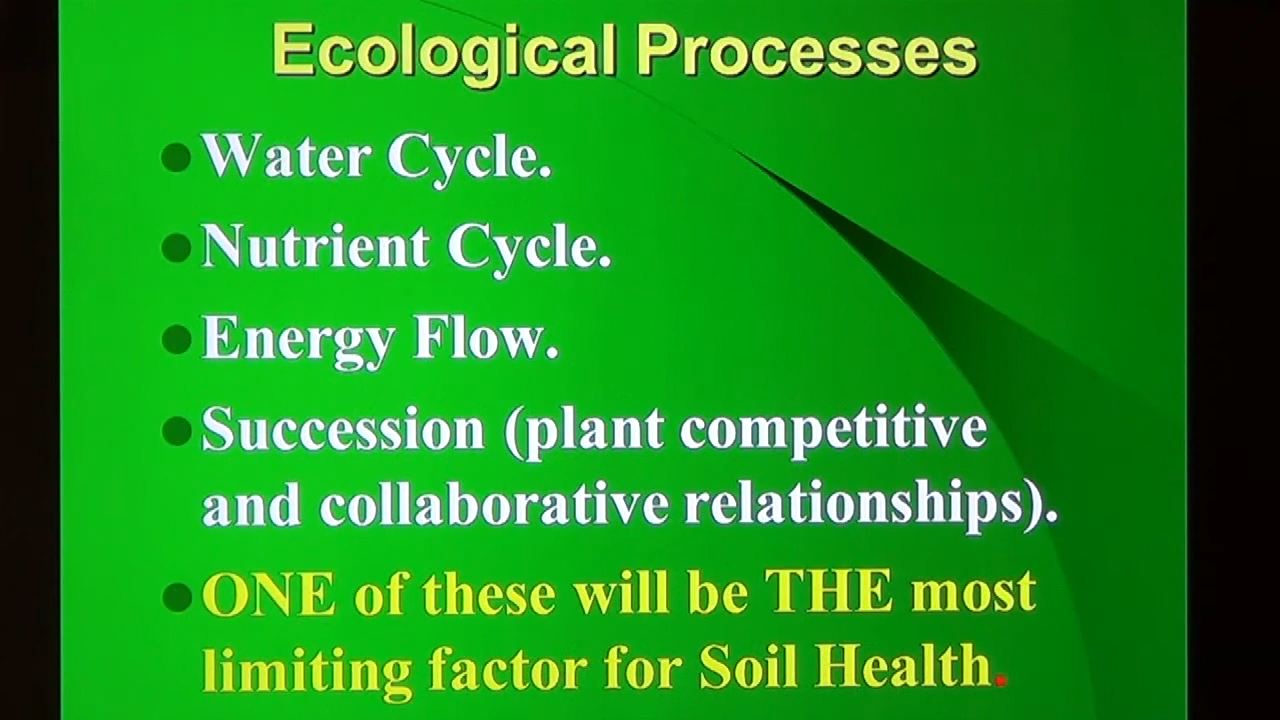 Ecological Processes
Water Cycle.
Nutrient Cycle.
Energy Flow.
Succession (plant competitive
and collaborative relationships).
ONE of these will be THE most
limiting factor for Soil Health.